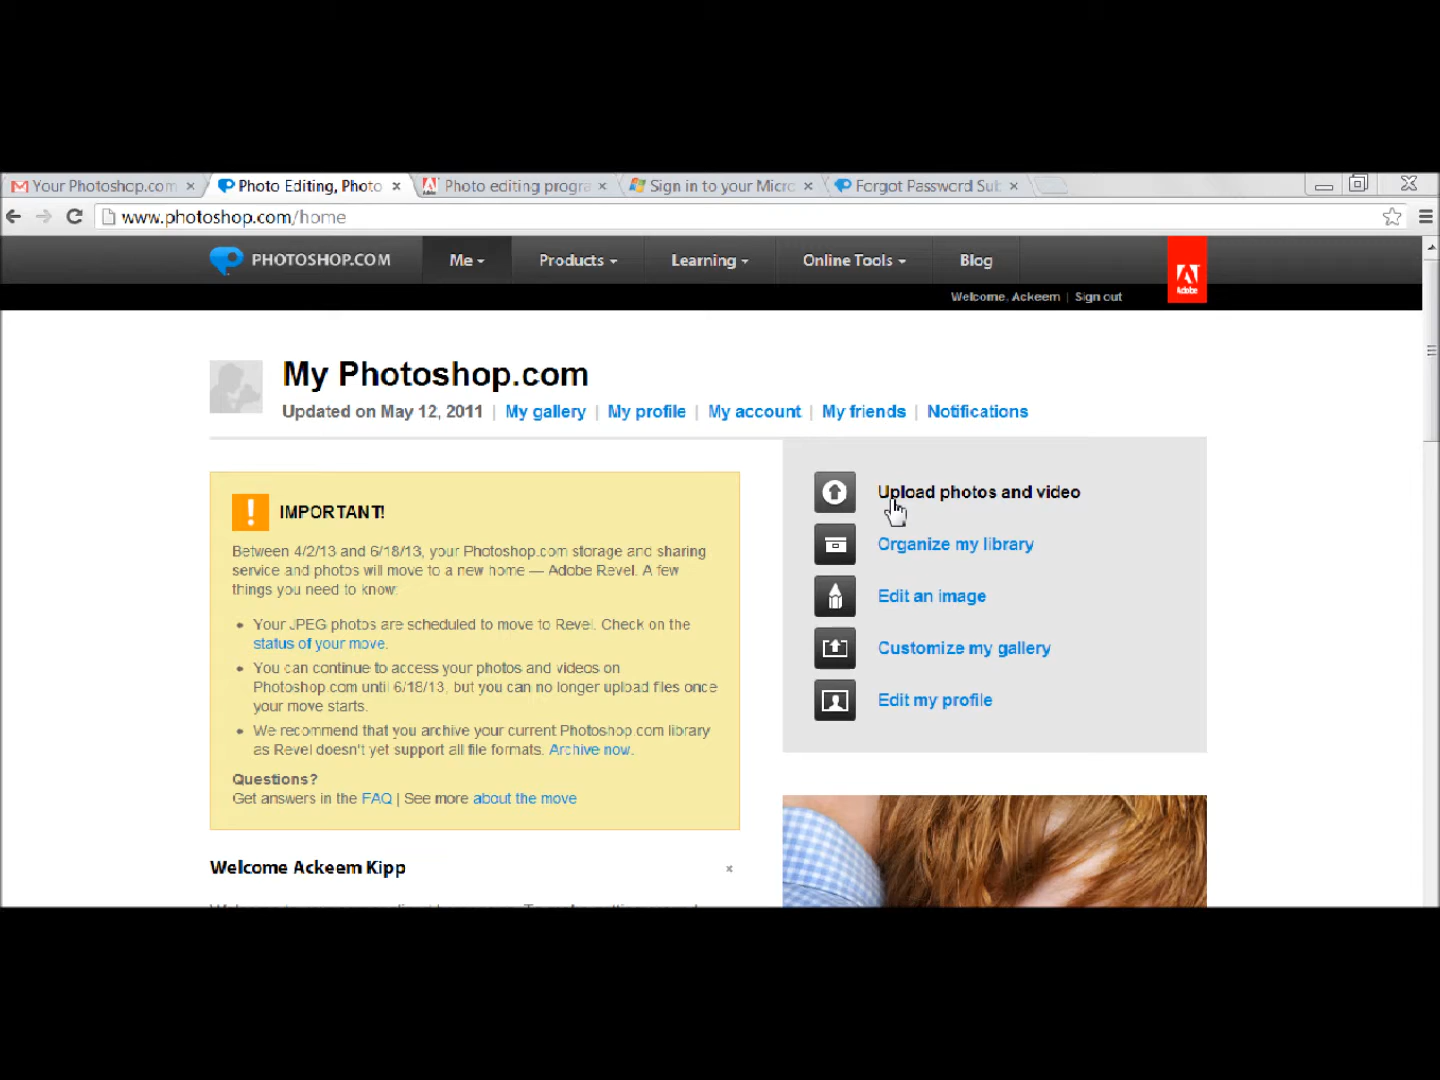 Your Photoshop.com
Photo Editing, Photo
Photo editing progra
Sign in to your Micro
Forgot Password Sub
www.photoshop.com/home
PHOTOSHOP.COM
Me
Products
Learning
Online Tools
Blog
Adobe
Welcome, Ackeem | Sign out
My Photoshop.com
Updated on May 12, 2011 | My gallery | My profile | My account | My friends | Notifications
! IMPORTANT!
Between 4/2/13 and 6/18/13, your Photoshop.com storage and sharing
service and photos will move to a new home — Adobe Revel. A few
things you need to know:
• Your JPEG photos are scheduled to move to Revel. Check on the
status of your move.
• You can continue to access your photos and videos on
Photoshop.com until 6/18/13, but you can no longer upload files once
your move starts.
• We recommend that you archive your current Photoshop.com library
as Revel doesn't yet support all file formats. Archive now.
Questions?
Get answers in the FAQ | See more about the move
Welcome Ackeem Kipp
Upload photos and video
Organize my library
Edit an image
Customize my gallery
Edit my profile